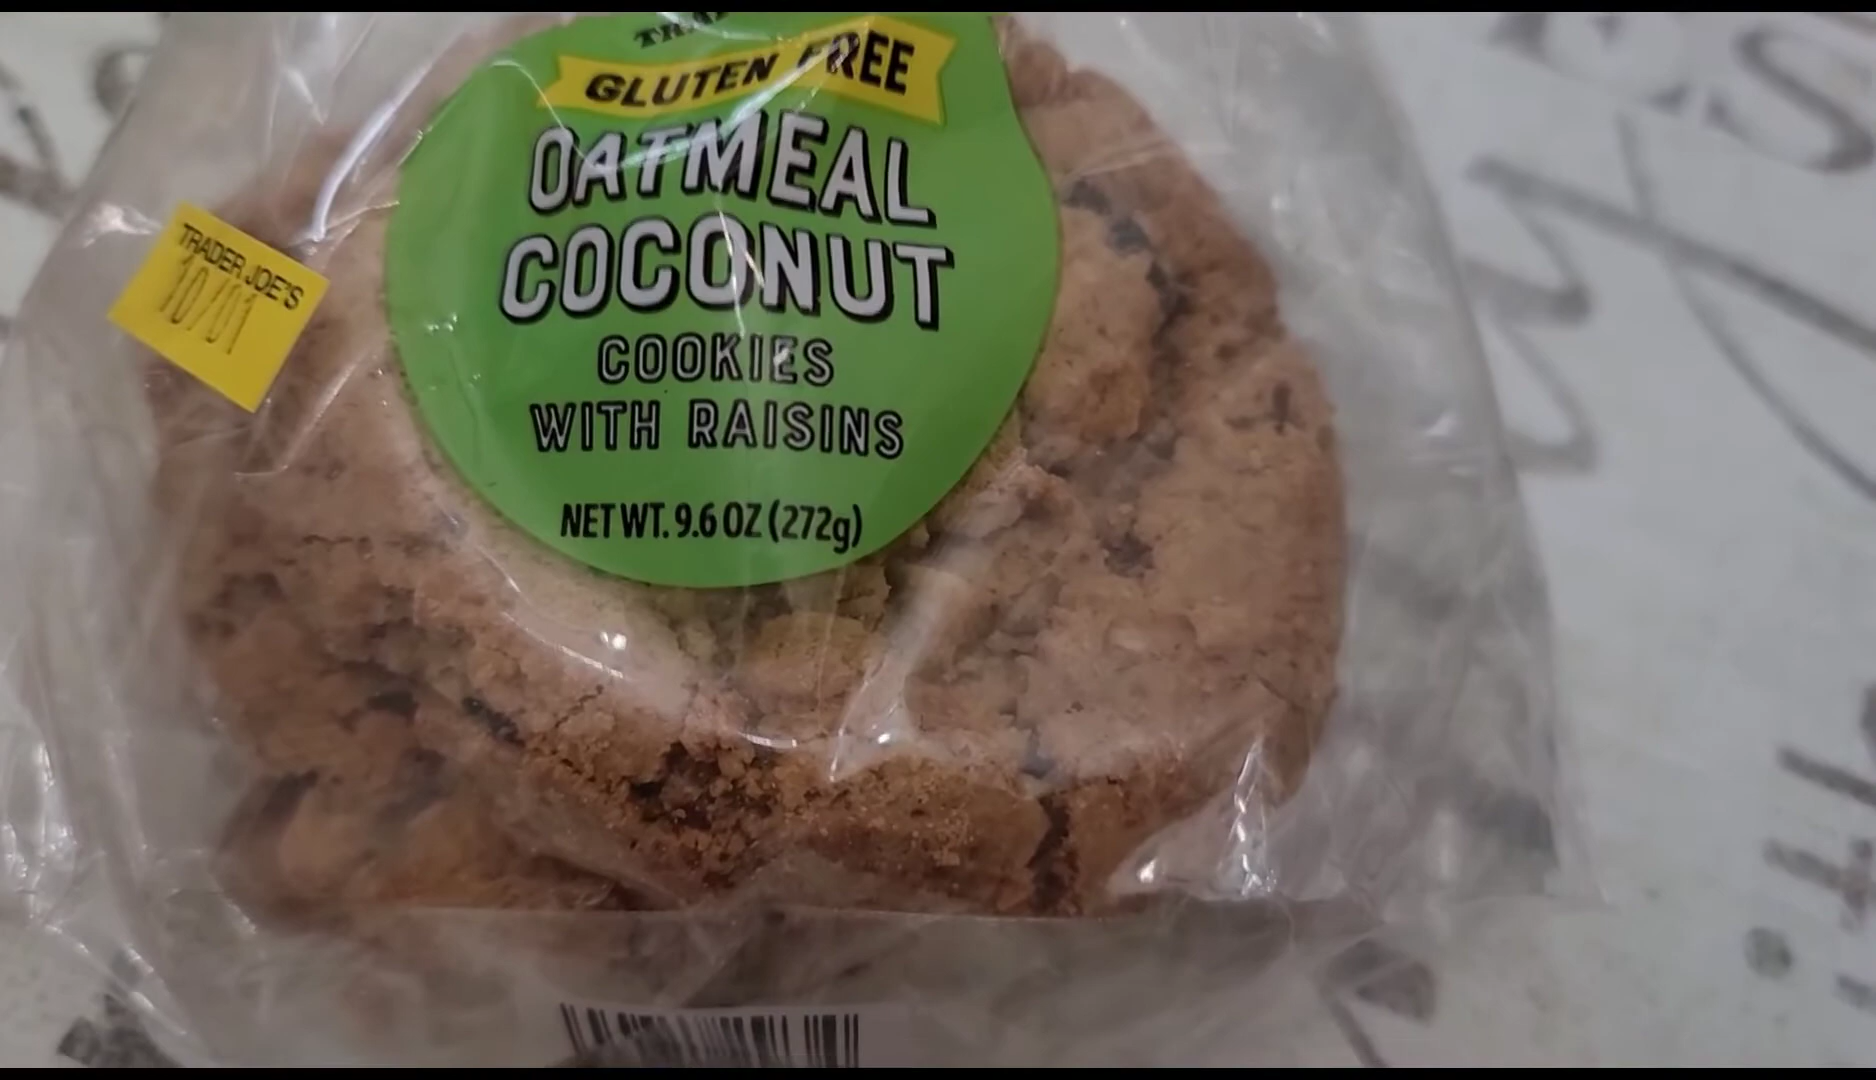 GLUTEN FREE
OATMEAL
COCONUT
COOKIES
WITH RAISINS
NET WT. 9.6 OZ (272g)
TRADER JOE'S
10/01